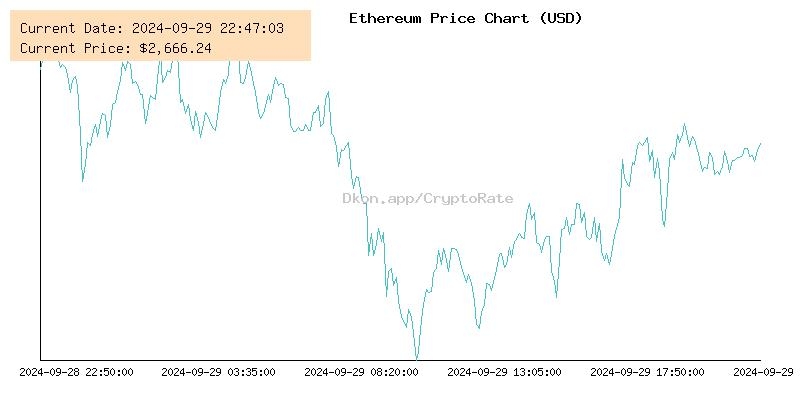 Ethereum Price Chart (USD)
Current Date: 2024-09-29 22:47:03
Current Price: $2,666.24
Dkon.app/CryptoRate
2024-09-28 22:50:00 2024-09-29 03:35:00 2024-09-29 08:20:00 2024-09-29 13:05:00 2024-09-29 17:50:00 2024-09-29